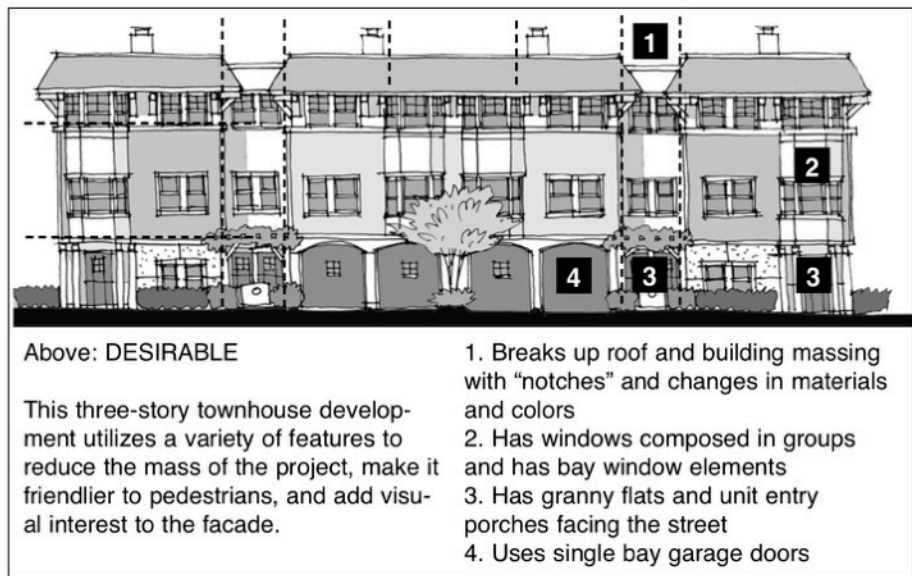 1
2
4
3
3
Above: DESIRABLE
This three-story townhouse develop-
ment utilizes a variety of features to
reduce the mass of the project, make it
friendlier to pedestrians, and add visu-
al interest to the facade.
1. Breaks up roof and building massing
with “notches” and changes in materials
and colors
2. Has windows composed in groups
and has bay window elements
3. Has granny flats and unit entry
porches facing the street
4. Uses single bay garage doors